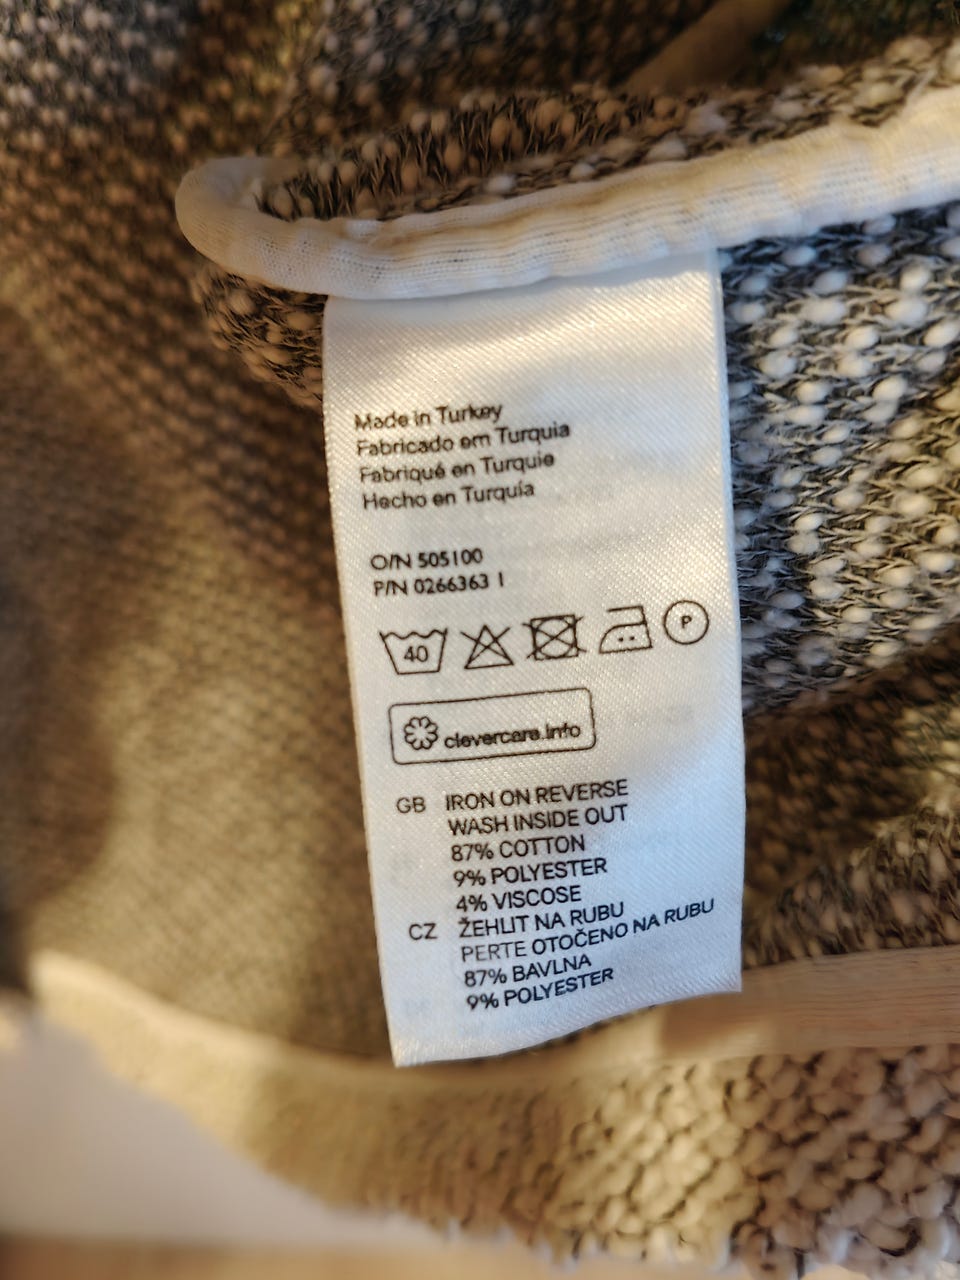 Made in Turkey
Fabricado em Turquia
Fabriqué en Turquie
Hecho en Turquía
O/N 505100
P/N 0266363 1
40 P
clevercare.info
GB IRON ON REVERSE
WASH INSIDE OUT
87% COTTON
9% POLYESTER
4% VISCOSE
CZ ŽEHLIT NA RUBU
PERTE OTOČENO NA RUBU
87% BAVLNA
9% POLYESTER